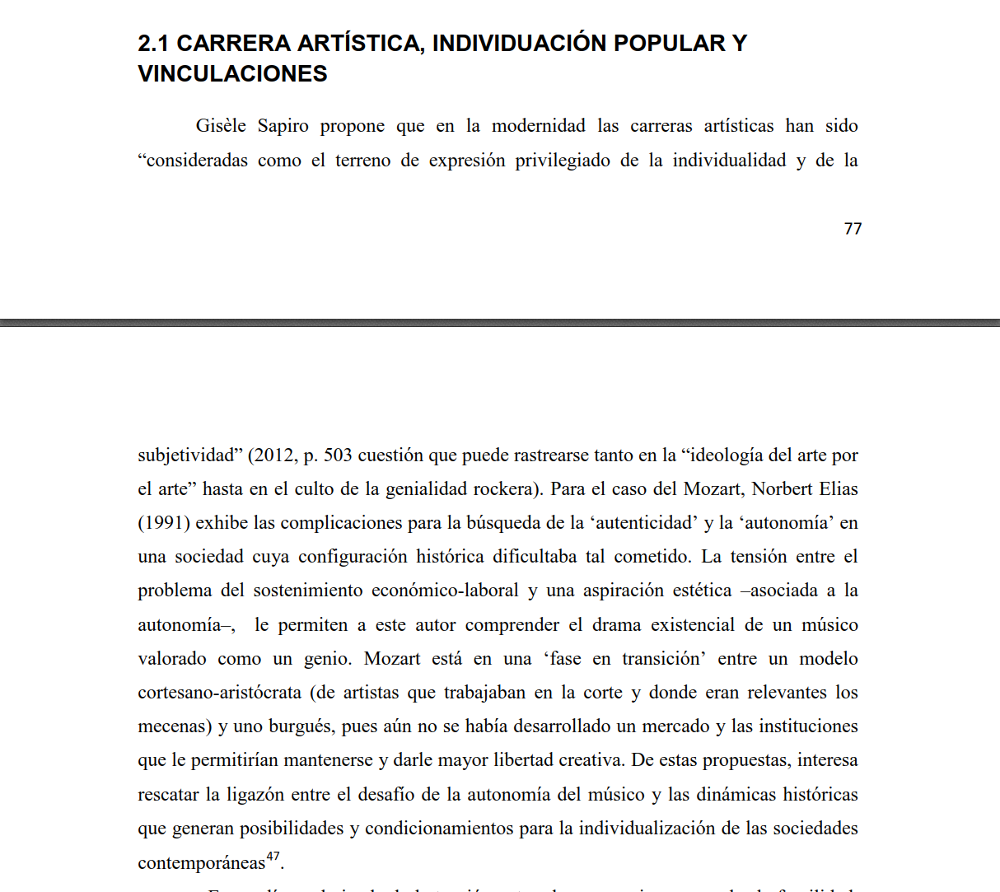 2.1 CARRERA ARTÍSTICA, INDIVIDUACIÓN POPULAR Y
VINCULACIONES
Gisèle Sapiro propone que en la modernidad las carreras artísticas han sido
“consideradas como el terreno de expresión privilegiado de la individualidad y de la
77
subjetividad” (2012, p. 503 cuestión que puede rastrearse tanto en la “ideología del arte por
el arte” hasta en el culto de la genialidad rockera). Para el caso del Mozart, Norbert Elias
(1991) exhibe las complicaciones para la búsqueda de la ‘autenticidad’ y la ‘autonomía’ en
una sociedad cuya configuración histórica dificultaba tal cometido. La tensión entre el
problema del sostenimiento económico-laboral y una aspiración estética –asociada a la
autonomía–, le permiten a este autor comprender el drama existencial de un músico
valorado como un genio. Mozart está en una ‘fase en transición’ entre un modelo
cortesano-aristócrata (de artistas que trabajaban en la corte y donde eran relevantes los
mecenas) y uno burgués, pues aún no se había desarrollado un mercado y las instituciones
que le permitirían mantenerse y darle mayor libertad creativa. De estas propuestas, interesa
rescatar la ligazón entre el desafío de la autonomía del músico y las dinámicas históricas
que generan posibilidades y condicionamientos para la individualización de las sociedades
contemporáneas47.